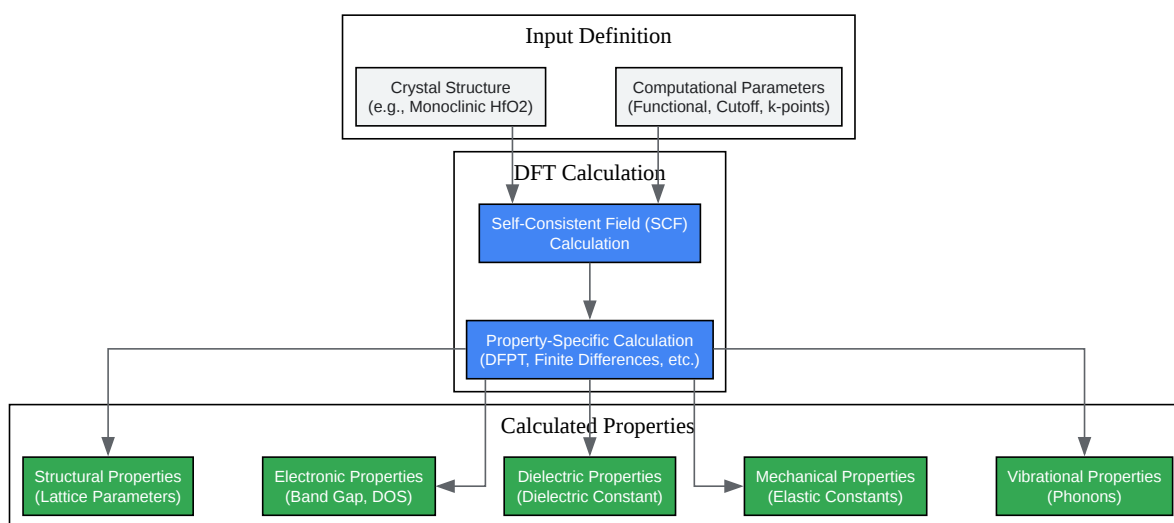 Input Definition
Crystal Structure
(e.g., Monoclinic HfO2)
Computational Parameters
(Functional, Cutoff, k-points)
DFT Calculation
Self-Consistent Field (SCF)
Calculation
Property-Specific Calculation
(DFPT, Finite Differences, etc.)
Calculated Properties
Structural Properties
(Lattice Parameters)
Electronic Properties
(Band Gap, DOS)
Dielectric Properties
(Dielectric Constant)
Mechanical Properties
(Elastic Constants)
Vibrational Properties
(Phonons)